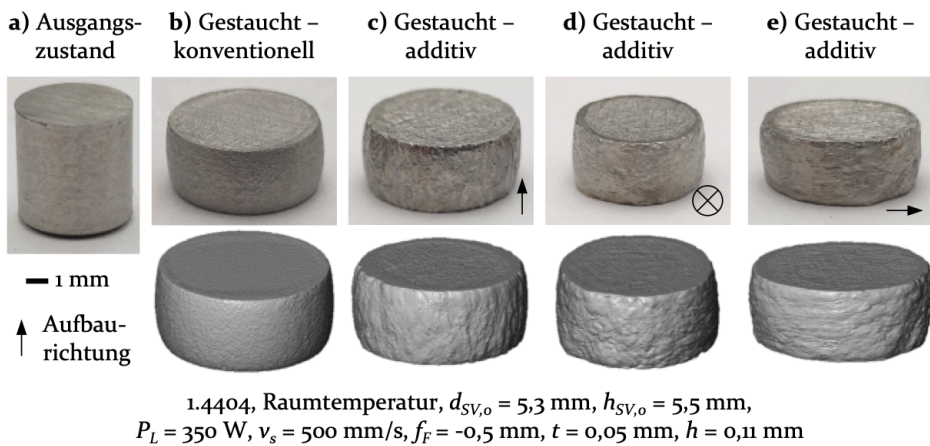 a) Ausgangs-
zustand
b) Gestaucht –
konventionell
c) Gestaucht –
additiv
d) Gestaucht –
additiv
e) Gestaucht –
additiv
1 mm
Aufbau-
richtung
1.4404, Raumtemperatur, d_SV,0 = 5,3 mm, h_SV,0 = 5,5 mm,
P_L = 350 W, v_s = 500 mm/s, f_F = -0,5 mm, t = 0,05 mm, h = 0,11 mm